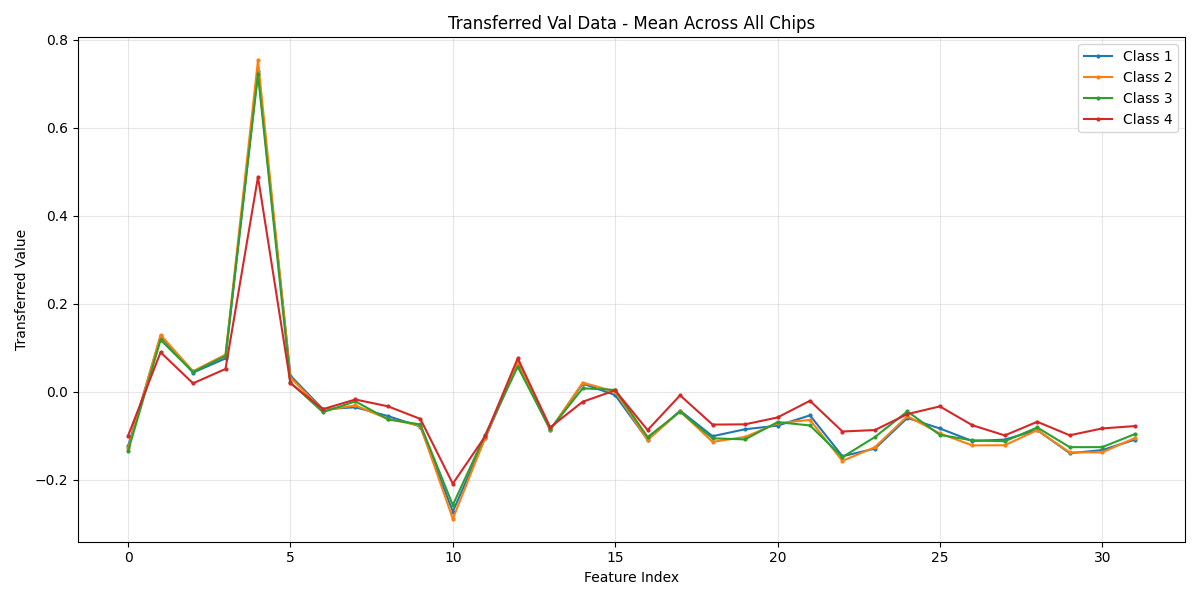 Transferred Val Data - Mean Across All Chips
Transferred Value
0.8
0.6
0.4
0.2
0.0
−0.2
Class 1
Class 2
Class 3
Class 4
0 5 10 15 20 25 30
Feature Index